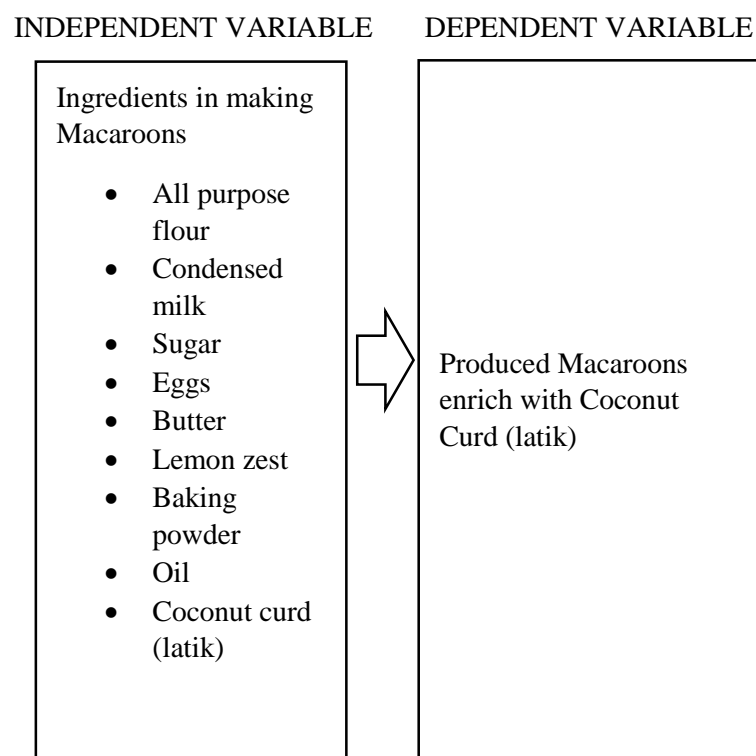 INDEPENDENT VARIABLE
DEPENDENT VARIABLE
Ingredients in making
Macaroons
• All purpose
flour
• Condensed
milk
• Sugar
• Eggs
• Butter
• Lemon zest
• Baking
powder
• Oil
• Coconut curd
(latik)
Produced Macaroons
enrich with Coconut
Curd (latik)